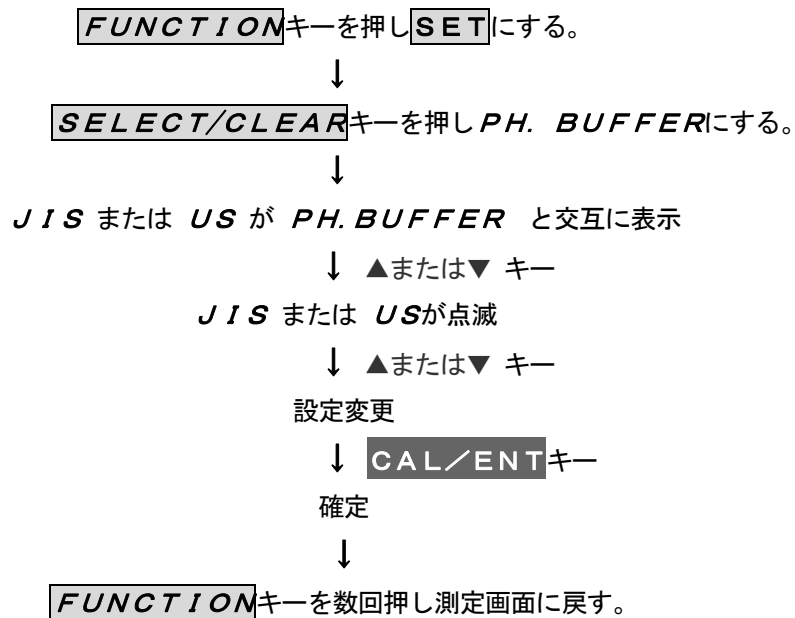 ＦＵＮＣＴＩＯＮキーを押しＳＥＴにする。
↓
ＳＥＬＥＣＴ/ＣＬＥＡＲキーを押しＰＨ. ＢＵＦＦＥＲにする。
↓
ＪＩＳ または ＵＳ が ＰＨ.ＢＵＦＦＥＲ と交互に表示
↓ ▲または▼ キー
ＪＩＳ または ＵＳが点滅
↓ ▲または▼ キー
設定変更
↓ ＣＡＬ／ＥＮＴキー
確定
↓
ＦＵＮＣＴＩＯＮキーを数回押し測定画面に戻す。